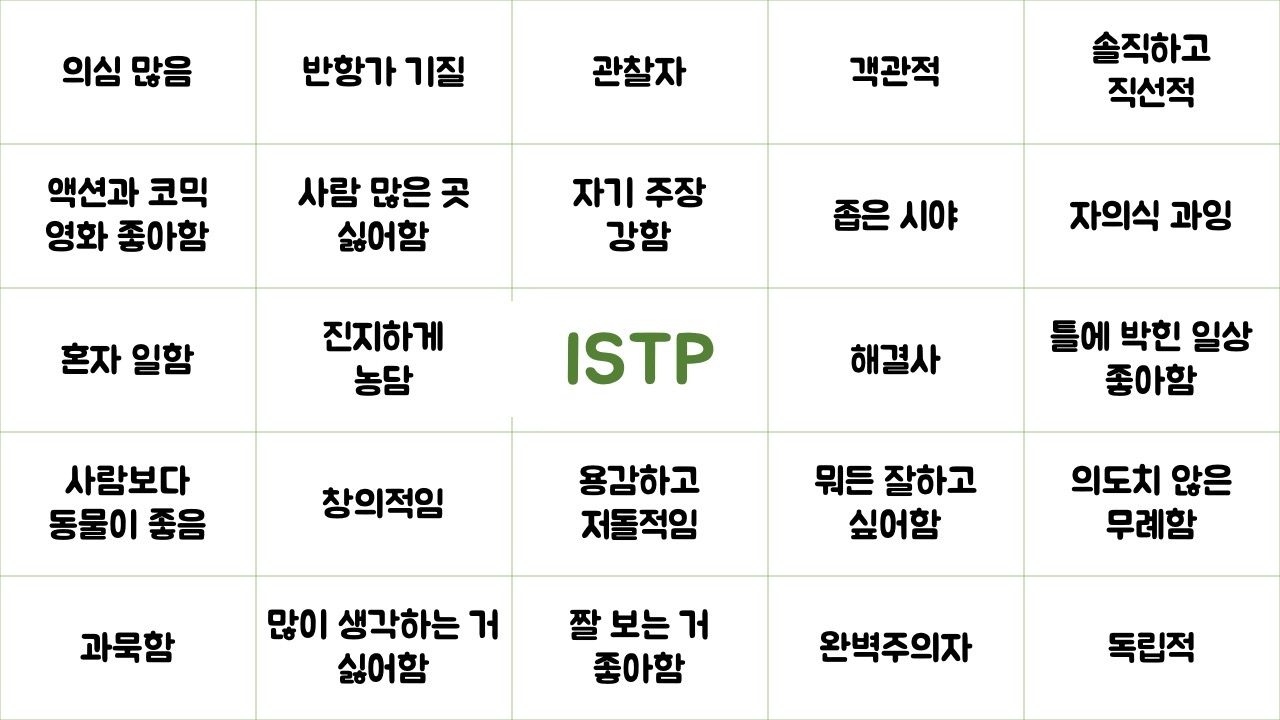 의심 많음
반항가 기질
관찰자
객관적
솔직하고
직선적
액션과 코믹
영화 좋아함
사람 많은 곳
싫어함
자기 주장
강함
좁은 시야
자의식 과잉
혼자 일함
진지하게
농담
ISTP
해결사
틀에 박힌 일상
좋아함
사람보다
동물이 좋음
창의적임
용감하고
저돌적임
뭐든 잘하고
싶어함
의도치 않은
무례함
과묵함
많이 생각하는 거
싫어함
짤 보는 거
좋아함
완벽주의자
독립적